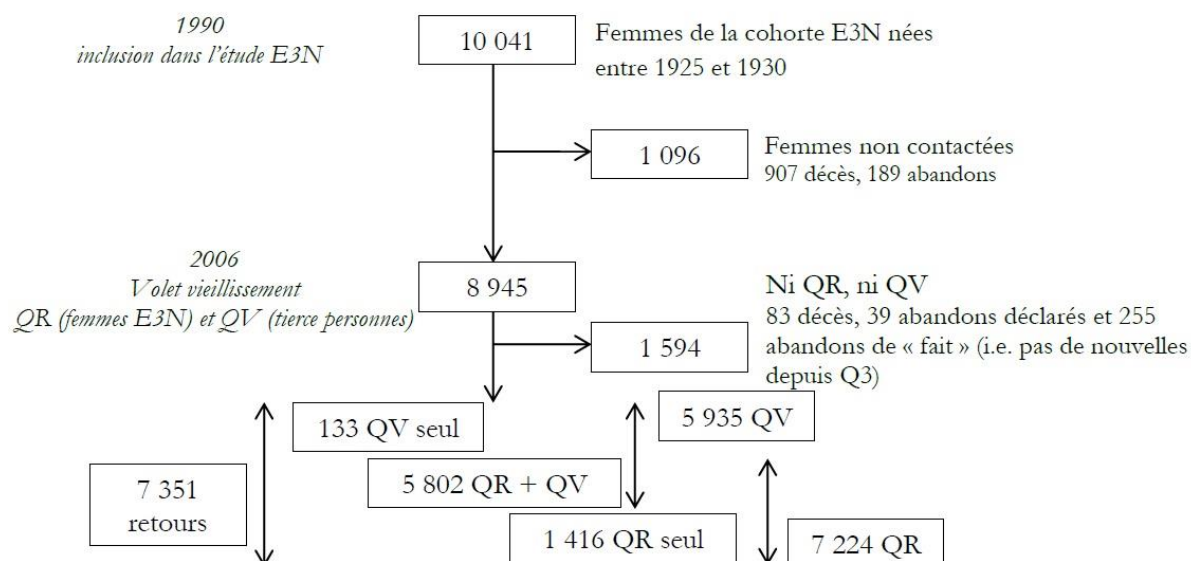 1990
inclusion dans l'étude E3N
10 041
Femmes de la cohorte E3N nées
entre 1925 et 1930
1 096
Femmes non contactées
907 décès, 189 abandons
2006
Volet vieillissement
QR (femmes E3N) et QV (tierce personnes)
8 945
Ni QR, ni QV
83 décès, 39 abandons déclarés et 255
abandons de « fait » (i.e. pas de nouvelles
depuis Q3)
1 594
133 QV seul
5 935 QV
5 802 QR + QV
7 351
retours
1 416 QR seul
7 224 QR